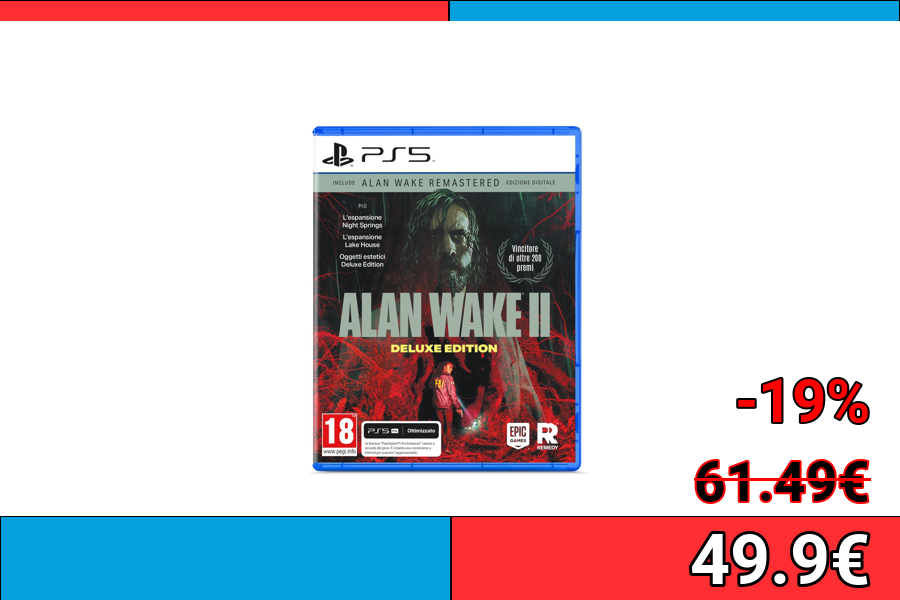 PS5
INCLUDE ALAN WAKE REMASTERED EDIZIONE DIGITALE
PIÙ
L'espansione
Night Springs
L'espansione
Lake House
Oggetti estetici
Deluxe Edition
Vincitore
di oltre 200
premi
ALAN WAKE II
DELUXE EDITION
FBI
18
www.pegi.info
PS5 Pro Ottimizzato
EPIC
GAMES
REMEDY
-19%
61.49€
49.9€